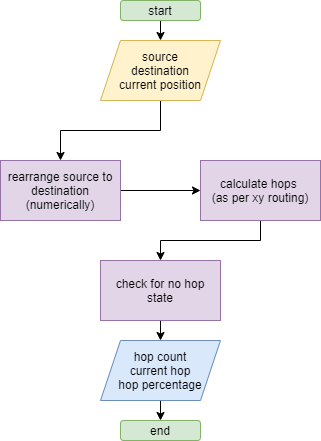 start
source
destination
current position
rearrange source to
destination
(numerically)
calculate hops
(as per xy routing)
check for no hop
state
hop count
current hop
hop percentage
end